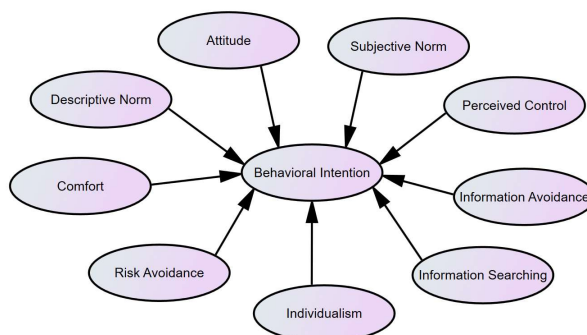 Attitude
Subjective Norm
Descriptive Norm
Perceived Control
Behavioral Intention
Comfort
Information Avoidance
Risk Avoidance
Information Searching
Individualism